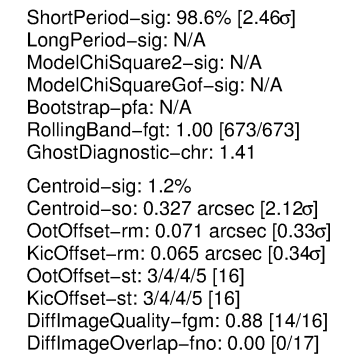 ShortPeriod−sig: 98.6% [2.46σ]
LongPeriod−sig: N/A
ModelChiSquare2−sig: N/A
ModelChiSquareGof−sig: N/A
Bootstrap−pfa: N/A
RollingBand−fgt: 1.00 [673/673]
GhostDiagnostic−chr: 1.41
Centroid−sig: 1.2%
Centroid−so: 0.327 arcsec [2.12σ]
OotOffset−rm: 0.071 arcsec [0.33σ]
KicOffset−rm: 0.065 arcsec [0.34σ]
OotOffset−st: 3/4/4/5 [16]
KicOffset−st: 3/4/4/5 [16]
DiffImageQuality−fgm: 0.88 [14/16]
DiffImageOverlap−fno: 0.00 [0/17]